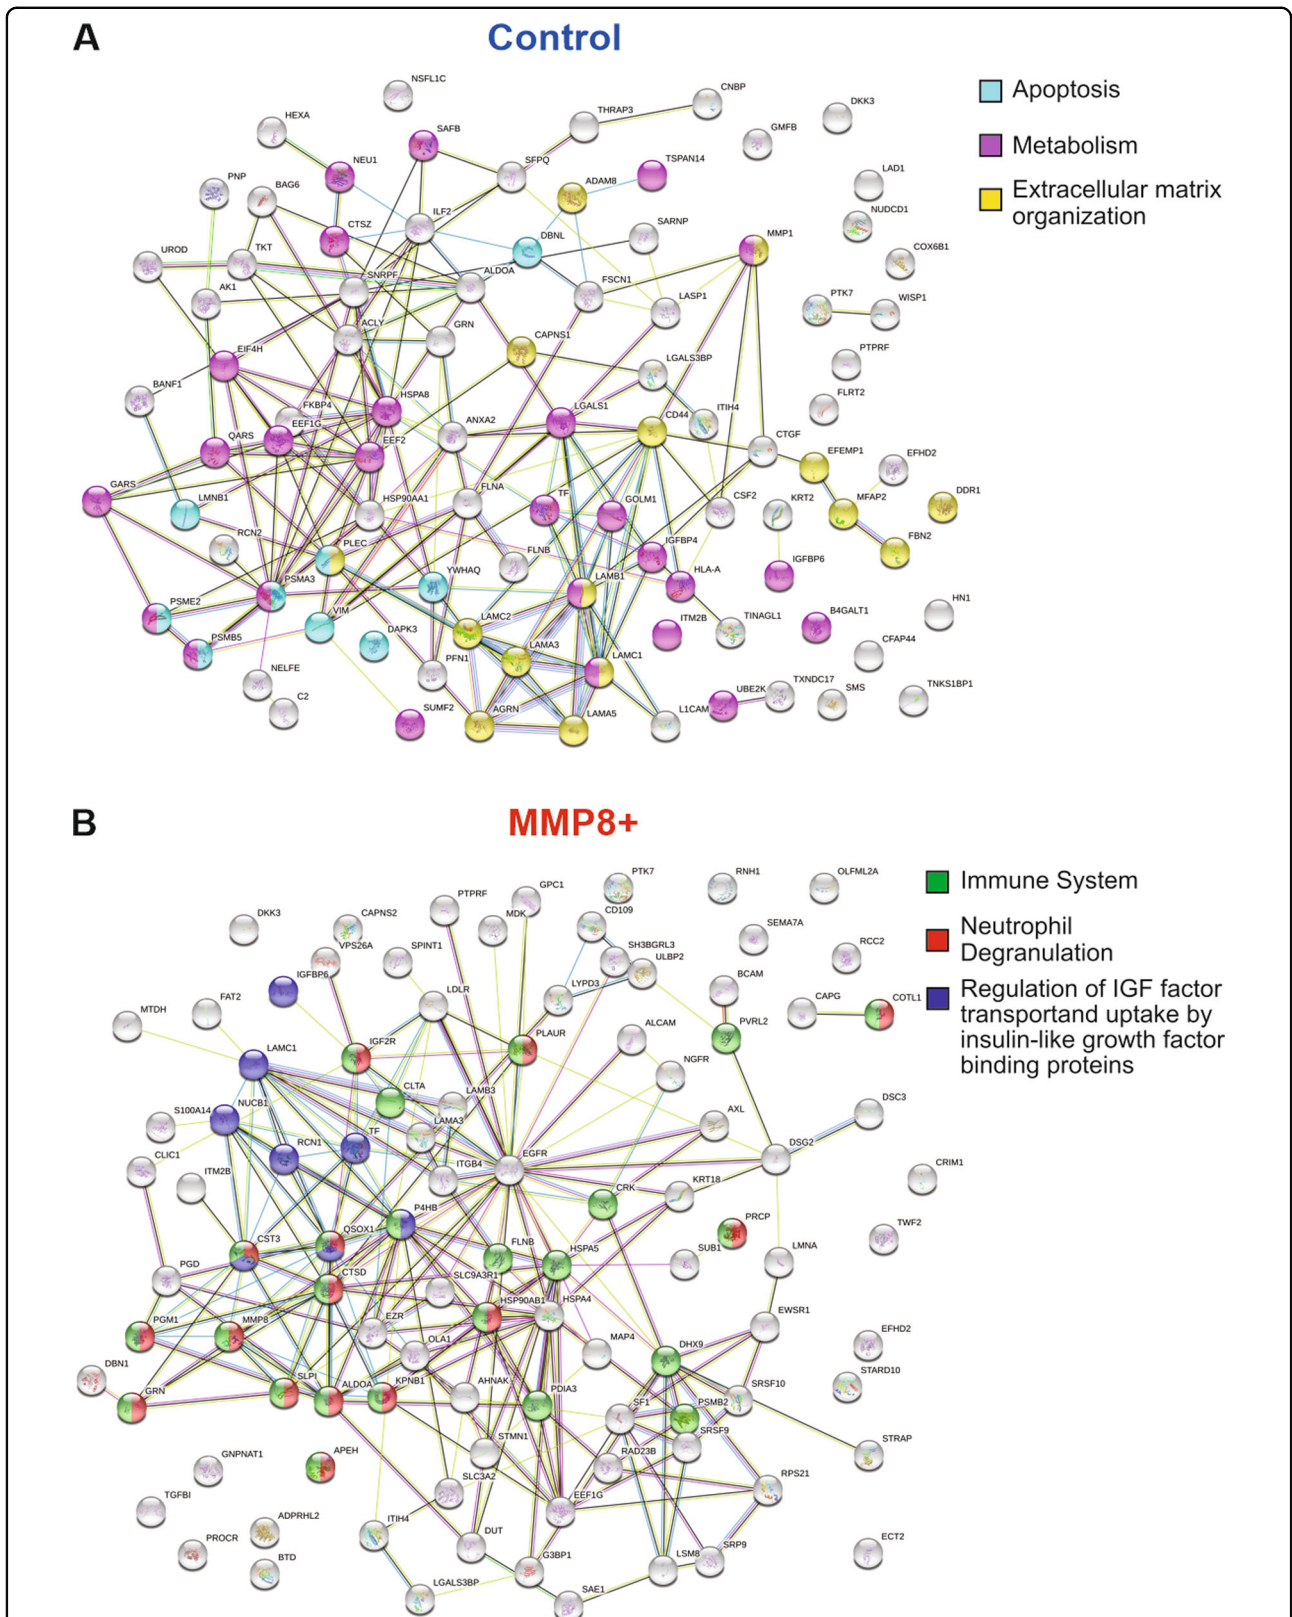 A
Control
Apoptosis
Metabolism
Extracellular matrix
organization
NSFL1C
CNBP
DKK3
THRAP3
HEXA
SAFB
GMFB
NEU1
SFPQ
TSPAN14
LAD1
PNP
BAG6
ADAM8
NUDCD1
ILF2
SARNP
CTSZ
DBNL
MMP1
COX6B1
UROD
TKT
SNRPF
ALDOA
FSCN1
AK1
LASP1
PTK7
WISP1
ACLY
GRN
CAPNS1
EIF4H
LGALS3BP
PTPRF
BANF1
HSPA8
FKBP4
LGALS1
CD44
ITIH4
FLRT2
EEF1G
ANXA2
CTGF
QARS
EEF2
EFEMP1
EFHD2
GARS
LMNB1
HSP90AA1
FLNA
TF
GOLM1
CSF2
KRT2
MFAP2
DDR1
RCN2
PLEC
FLNB
IGFBP4
FBN2
PSMA3
YWHAQ
LAMB1
HLA-A
IGFBP6
PSME2
VIM
LAMC2
ITM2B
TINAGL1
B4GALT1
HN1
PSMB5
DAPK3
LAMA3
LAMC1
CFAP44
NELFE
PFN1
C2
SUMF2
AGRN
LAMA5
L1CAM
UBE2K
TXNDC17
SMS
TNKS1BP1
B
MMP8+
Immune System
Neutrophil
Degranulation
Regulation of IGF factor
transportand uptake by
insulin-like growth factor
binding proteins
PTK7
RNH1
OLFML2A
PTPRF
GPC1
DKK3
CAPNS2
MDK
CD109
SEMA7A
VPS26A
SPINT1
SH3BGRL3
ULBP2
RCC2
IGFBP6
BCAM
MTDH
FAT2
LDLR
LYPD3
CAPG
COTL1
IGF2R
PLAUR
ALCAM
PVRL2
LAMC1
NGFR
CLTA
LAMB3
S100A14
NUCB1
AXL
DSC3
LAMA3
RCN1
TF
DSG2
CLIC1
ITM2B
ITGB4
EGFR
CRIM1
CRK
KRT18
P4HB
PRCP
TWF2
CST3
QSOX1
FLNB
HSPA5
SUB1
LMNA
PGD
CTSD
SLC9A3R1
HSP90AB1
HSPA4
PGM1
MMP8
EZR
EWSR1
OLA1
MAP4
EFHD2
DBN1
DHX9
GRN
SLPI
ALDOA
KPNB1
AHNAK
PDIA3
SRSF10
STARD10
SF1
PSMB2
SRSF9
STMN1
STRAP
GNPNAT1
APEH
RAD23B
SLC3A2
RPS21
TGFBI
EEF1G
ADPRHL2
ITIH4
DUT
PROCR
BTD
G3BP1
LSM8
SRP9
ECT2
LGALS3BP
SAE1